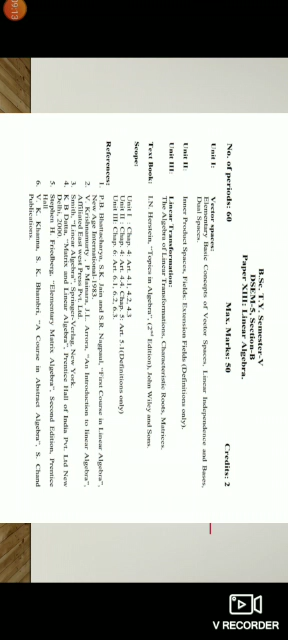 09:13
B.Sc. T.Y. Semester-V
DSEM-5, Section-B
Paper XIII: Linear Algebra.
No. of periods: 60 Max. Marks: 50 Credits: 2
Unit I: Vector spaces:
Elementary Basic Concepts of Vector Spaces, Linear Independence and Bases,
Dual Spaces.
Unit II:
Inner Product Spaces, Fields: Extension Fields (Definitions only).
Unit III: Linear Transformation:
The Algebra of Linear Transformations, Characteristic Roots, Matrices.
Text Book: I.N. Herstein, "Topics in Algebra", (2nd Edition), John Wiley and Sons.
Scope:
Unit I : Chap. 4: Art. 4.1, 4.2, 4.3
Unit II: Chap. 4: Art. 4.4, Chap. 5: Art. 5.1(Definitions only)
Unit III: Chap. 6: Art. 6.1, 6.2, 6.3.
References:
1. P.B. Bhattacharya, S.K. Jain and S.R. Nagpaul, "First Course in Linear Algebra",
New Age International,1983.
2. V. Krishnamurty , V. Mainara, J.L. Arrora, "An Introduction to linear Algebra",
Affiliated East west Press Pvt. Ltd.
3. Smith, "Linear Algebra", Springer-Verlag, New York.
4. K B Datta, "Matrix and Linear Algebra", Prentice Hall of India Pvt. Ltd New
Delhi, 2000.
5. Stephen H. Friedberg, "Elementary Matrix Algebra", Second Edition, Prentice
Hall
6. V. K. Khanna, S. K. Bhambri, "A Course in Abstract Algebra", S. Chand
Publications.
V RECORDER